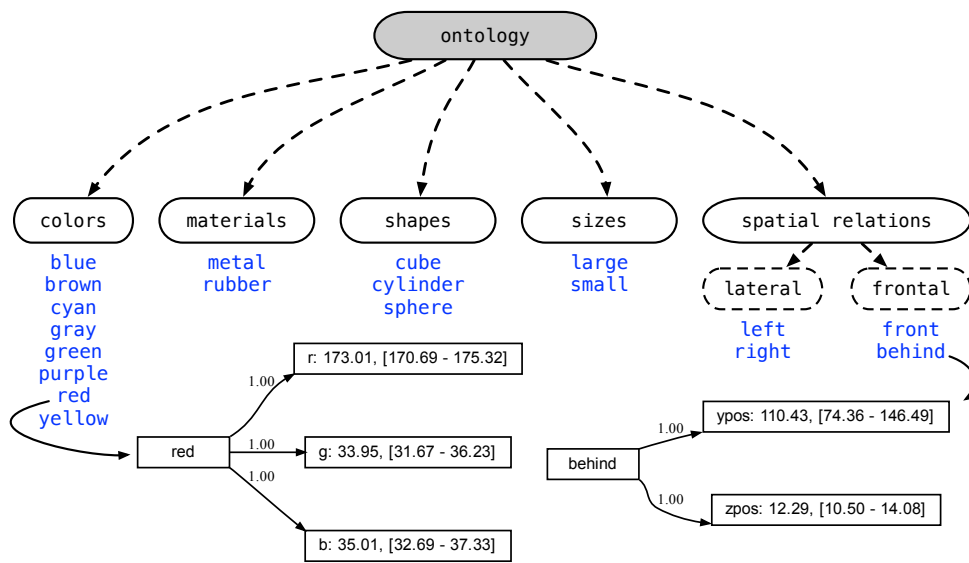 ontology
colors
materials
shapes
sizes
spatial relations
blue
brown
cyan
gray
green
purple
red
yellow
metal
rubber
cube
cylinder
sphere
large
small
lateral
frontal
left
right
front
behind
red
1.00
r: 173.01, [170.69 - 175.32]
1.00
g: 33.95, [31.67 - 36.23]
1.00
b: 35.01, [32.69 - 37.33]
behind
1.00
ypos: 110.43, [74.36 - 146.49]
1.00
zpos: 12.29, [10.50 - 14.08]